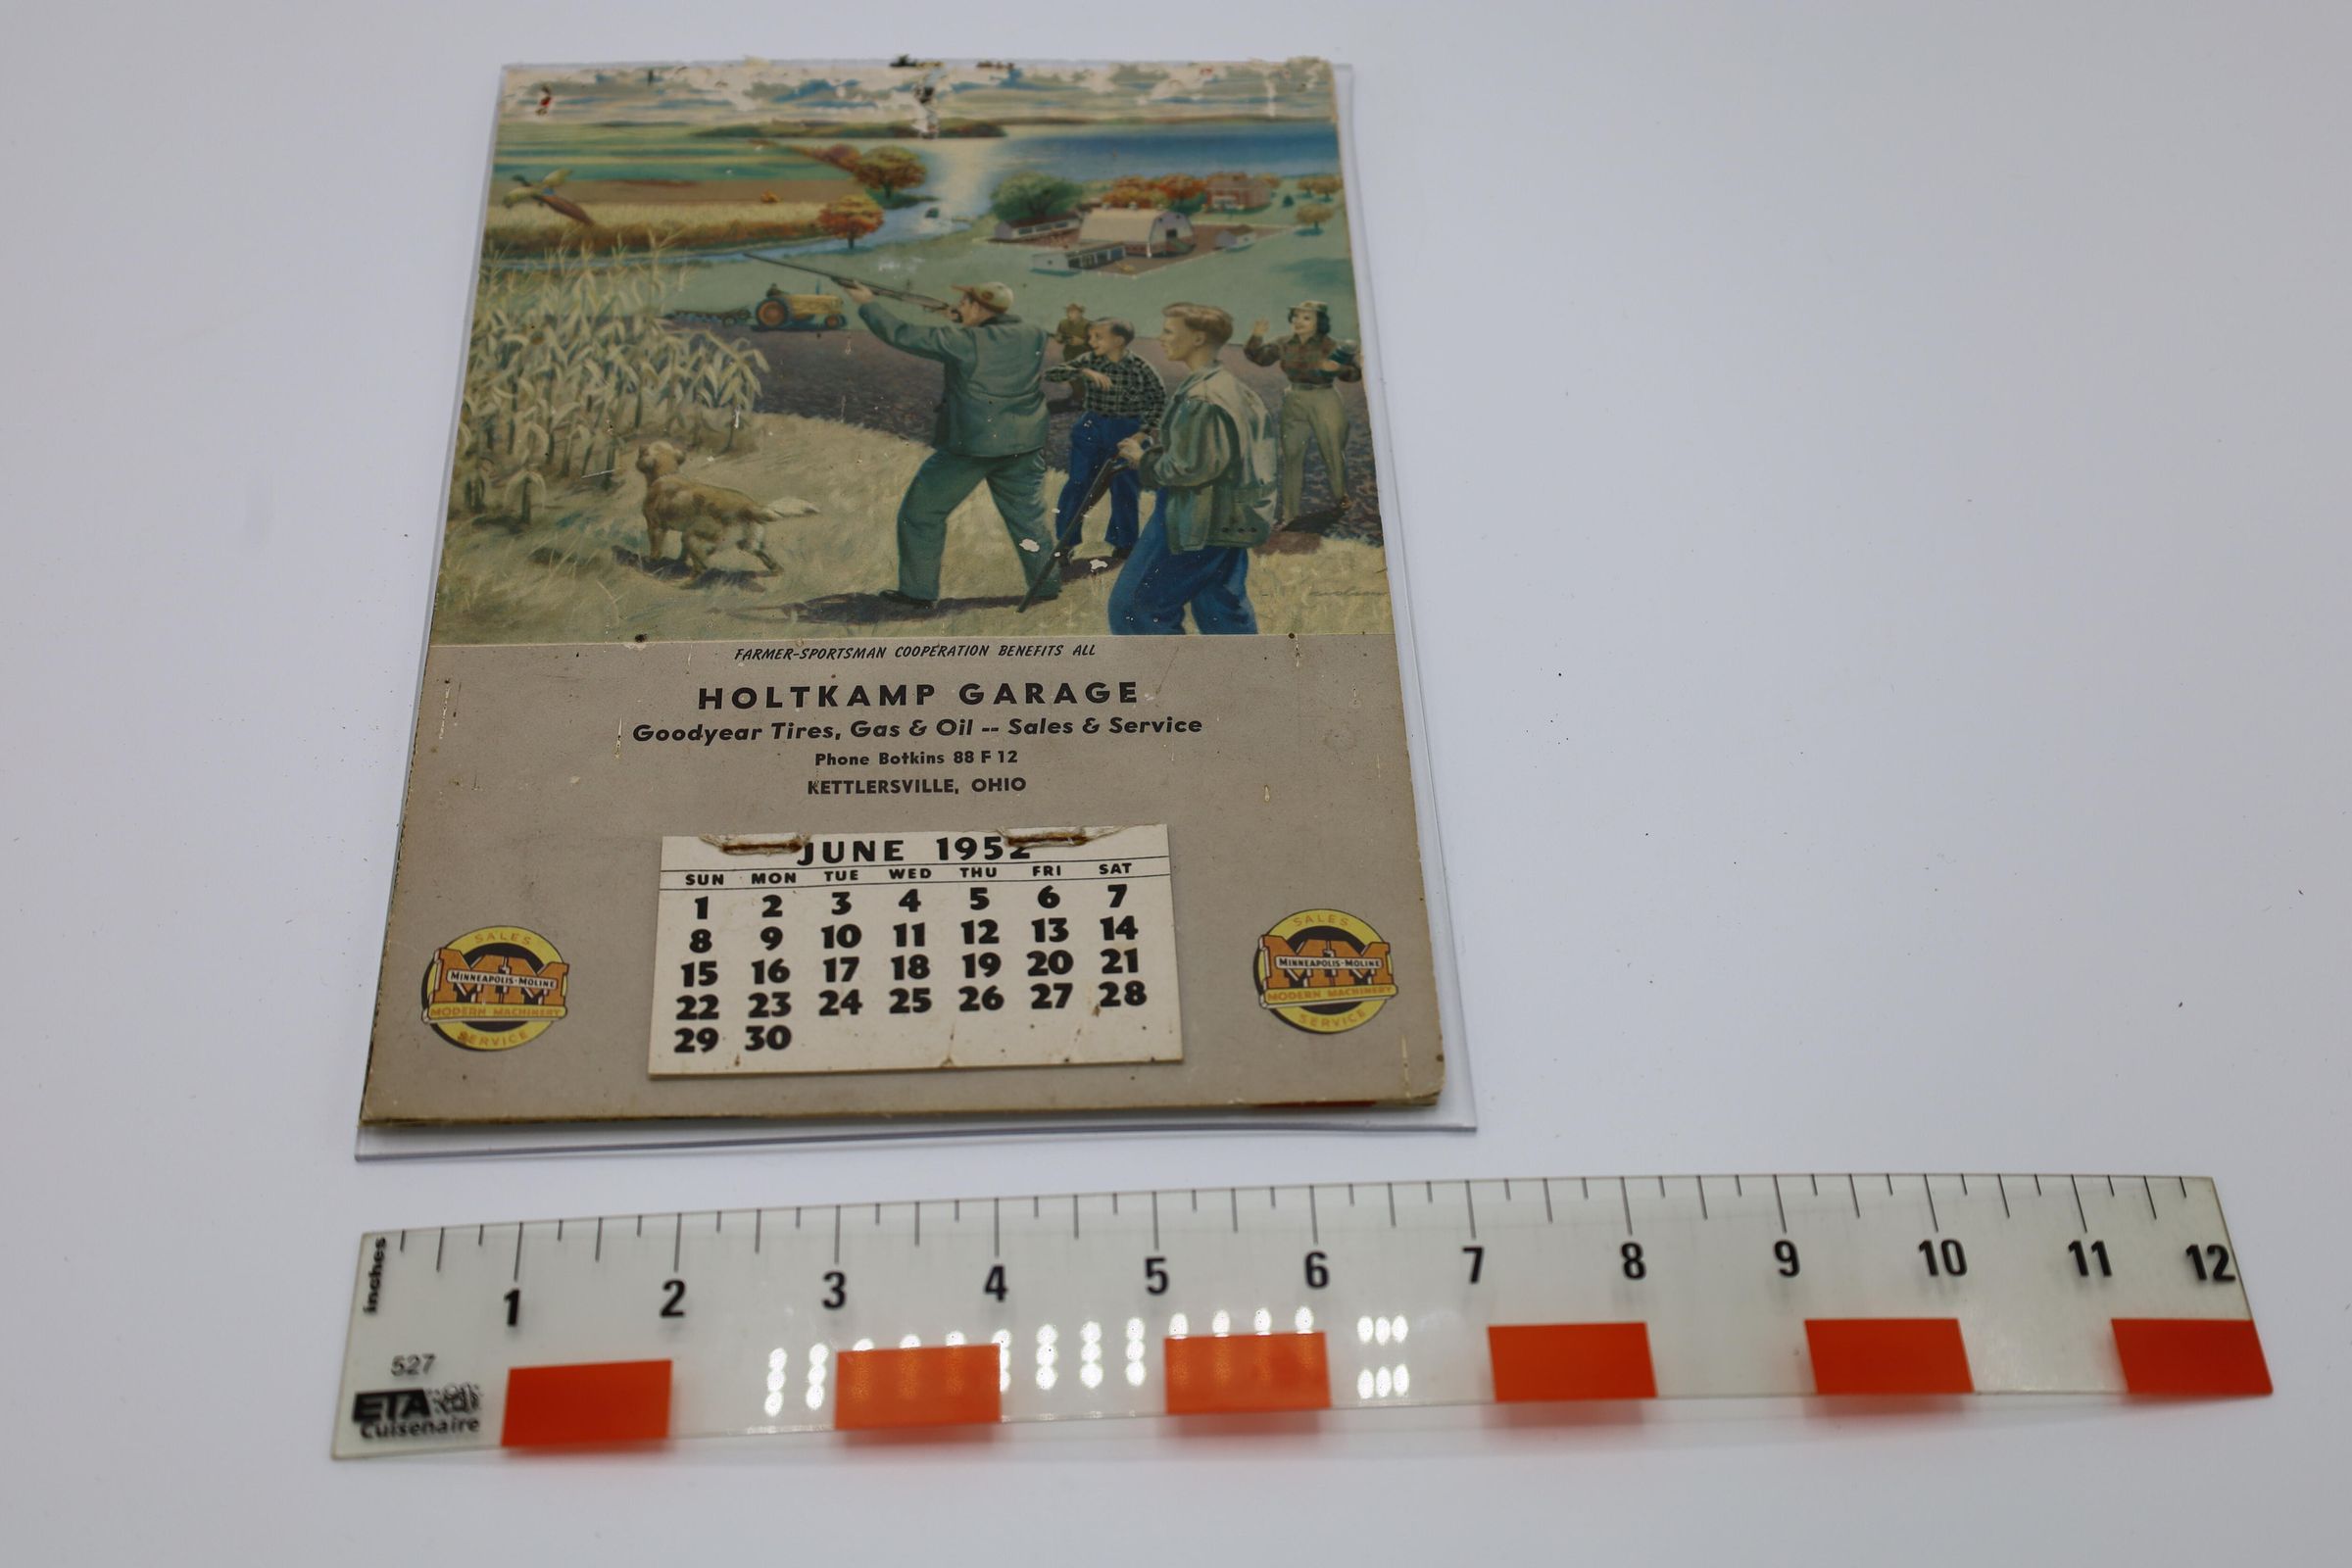 FARMER-SPORTSMAN COOPERATION BENEFITS ALL
HOLTKAMP GARAGE
Goodyear Tires, Gas & Oil -- Sales & Service
Phone Botkins 88 F 12
KETTLERSVILLE, OHIO
JUNE 1952
SUN MON TUE WED THU FRI SAT
1 2 3 4 5 6 7
8 9 10 11 12 13 14
15 16 17 18 19 20 21
22 23 24 25 26 27 28
29 30
SALES
MM
MINNEAPOLIS-MOLINE
MODERN MACHINERY
SERVICE
SALES
MM
MINNEAPOLIS-MOLINE
MODERN MACHINERY
SERVICE
inches
1 2 3 4 5 6 7 8 9 10 11 12
527
ETA
Cuisenaire